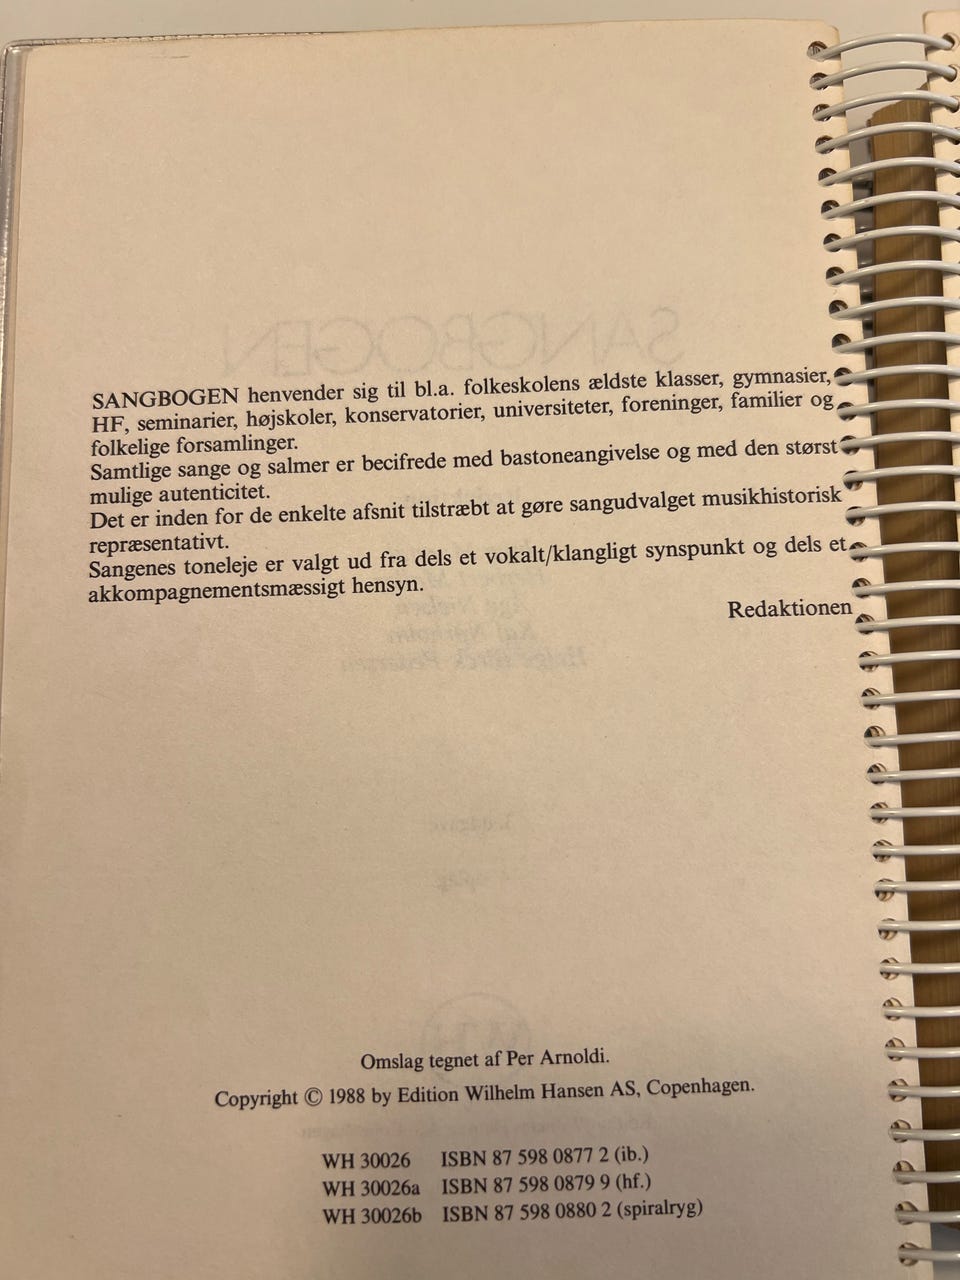 SANGBOGEN
SANGBOGEN henvender sig til bl.a. folkeskolens ældste klasser, gymnasier,
HF, seminarier, højskoler, konservatorier, universiteter, foreninger, familier og
folkelige forsamlinger.
Samtlige sange og salmer er becifrede med bastoneangivelse og med den størst
mulige autenticitet.
Det er inden for de enkelte afsnit tilstræbt at gøre sangudvalget musikhistorisk
repræsentativt.
Sangenes toneleje er valgt ud fra dels et vokalt/klangligt synspunkt og dels et
akkompagnementsmæssigt hensyn.
Redaktionen
Omslag tegnet af Per Arnoldi.
Copyright © 1988 by Edition Wilhelm Hansen AS, Copenhagen.
WH 30026 ISBN 87 598 0877 2 (ib.)
WH 30026a ISBN 87 598 0879 9 (hf.)
WH 30026b ISBN 87 598 0880 2 (spiralryg)